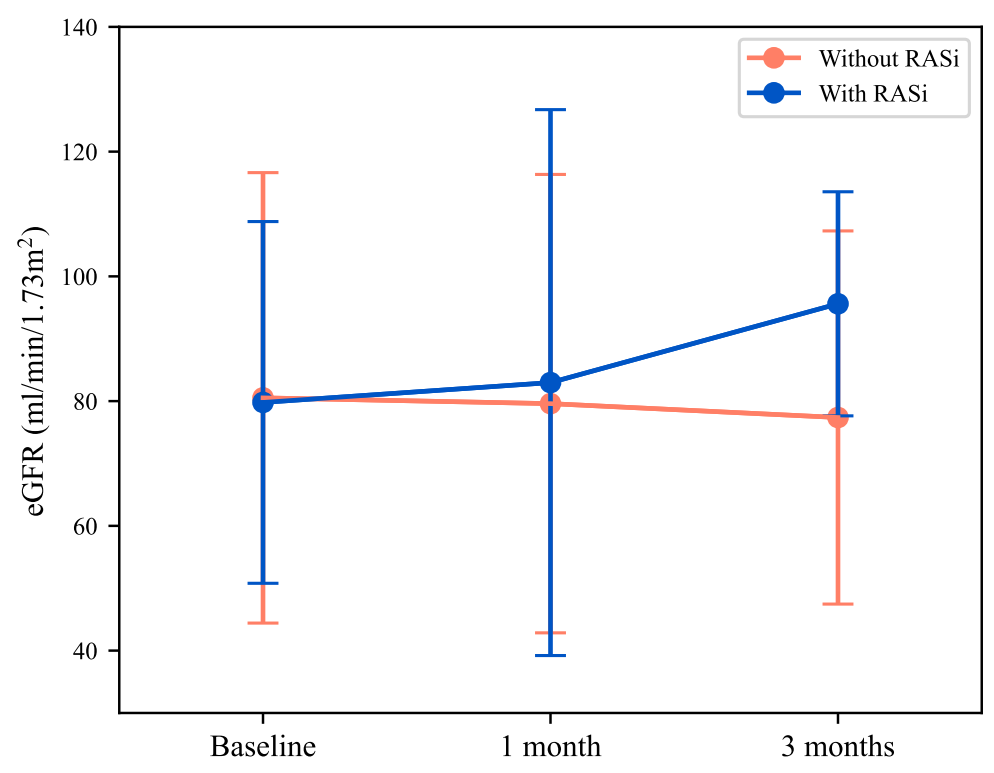 140
120
100
80
60
40
eGFR (ml/min/1.73m²)
Without RASi
With RASi
Baseline
1 month
3 months